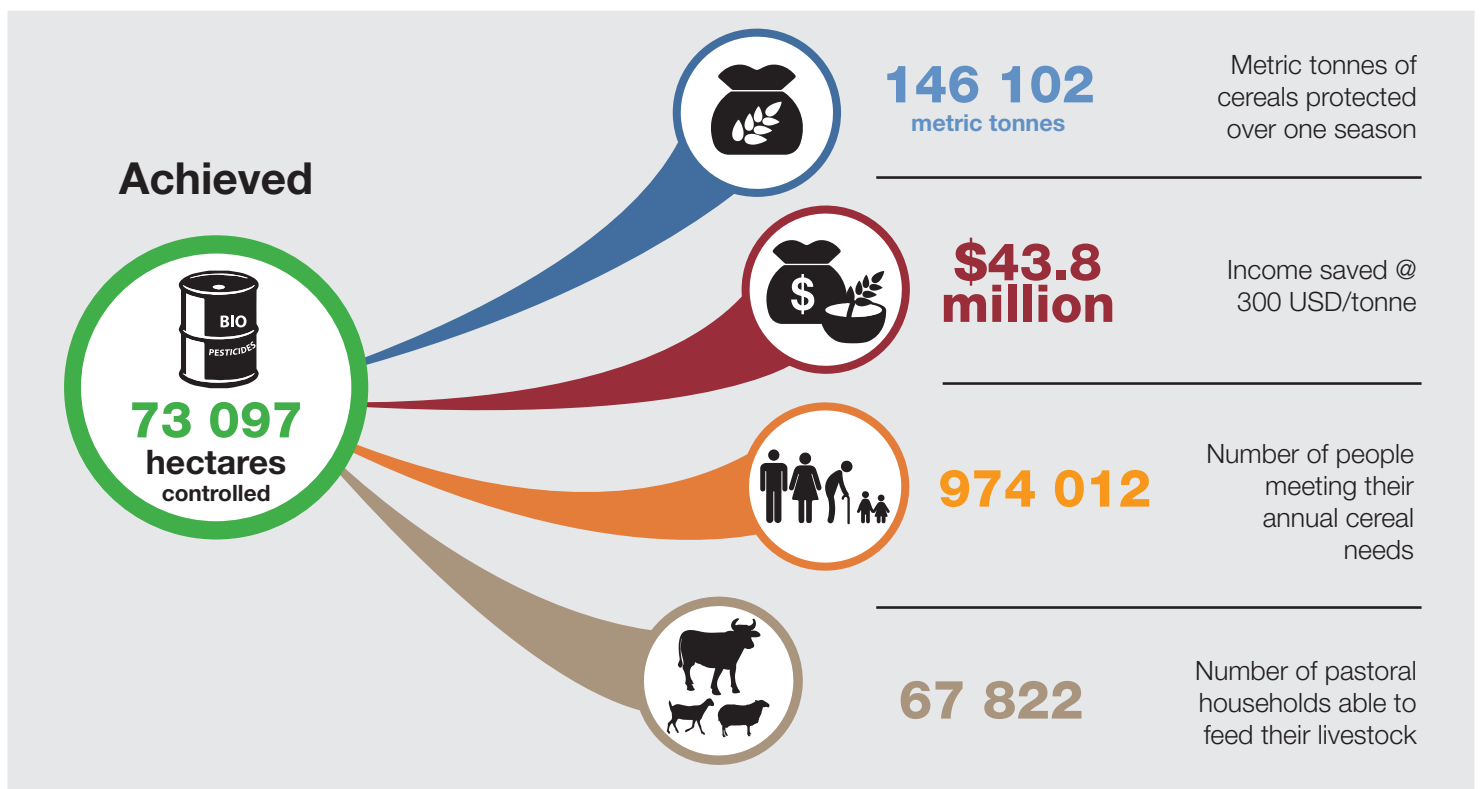 Achieved
BIO
PESTICIDES
73 097
hectares
controlled
146 102
metric tonnes
Metric tonnes of
cereals protected
over one season
$
$43.8
million
Income saved @
300 USD/tonne
974 012
Number of people
meeting their
annual cereal
needs
67 822
Number of pastoral
households able to
feed their livestock